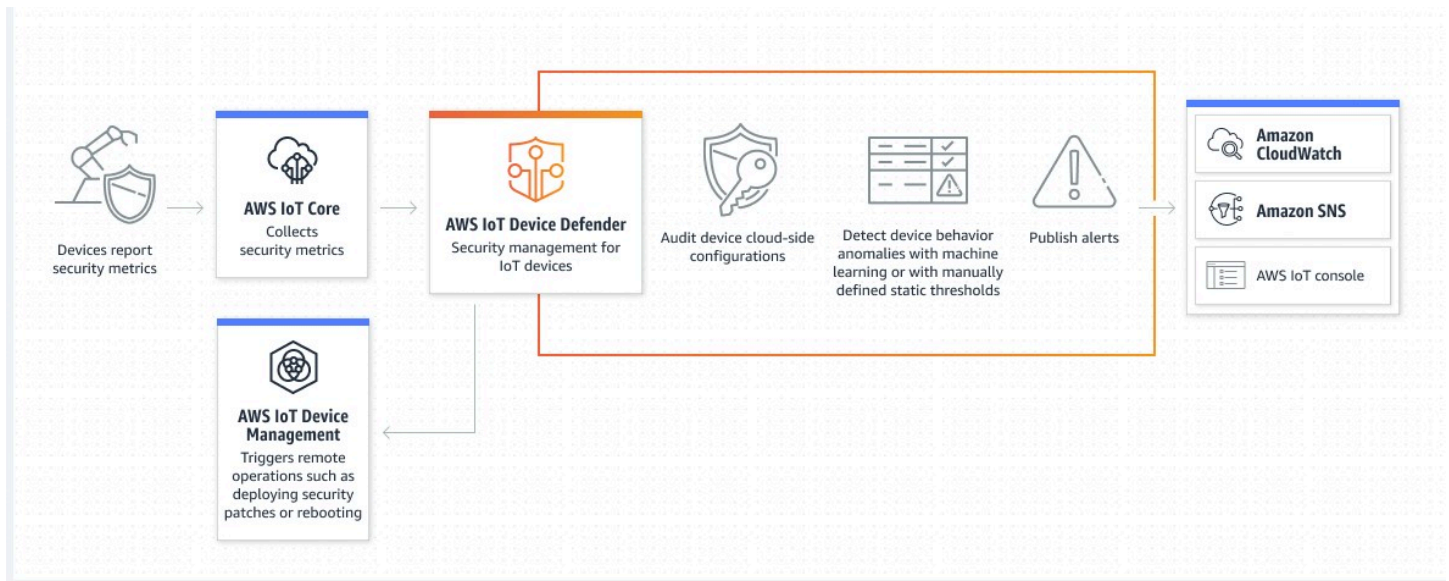 Devices report
security metrics
AWS IoT Core
Collects
security metrics
AWS IoT Device Defender
Security management for
IoT devices
Audit device cloud-side
configurations
Detect device behavior
anomalies with machine
learning or with manually
defined static thresholds
Publish alerts
Amazon
CloudWatch
Amazon SNS
AWS IoT console
AWS IoT Device
Management
Triggers remote
operations such as
deploying security
patches or rebooting